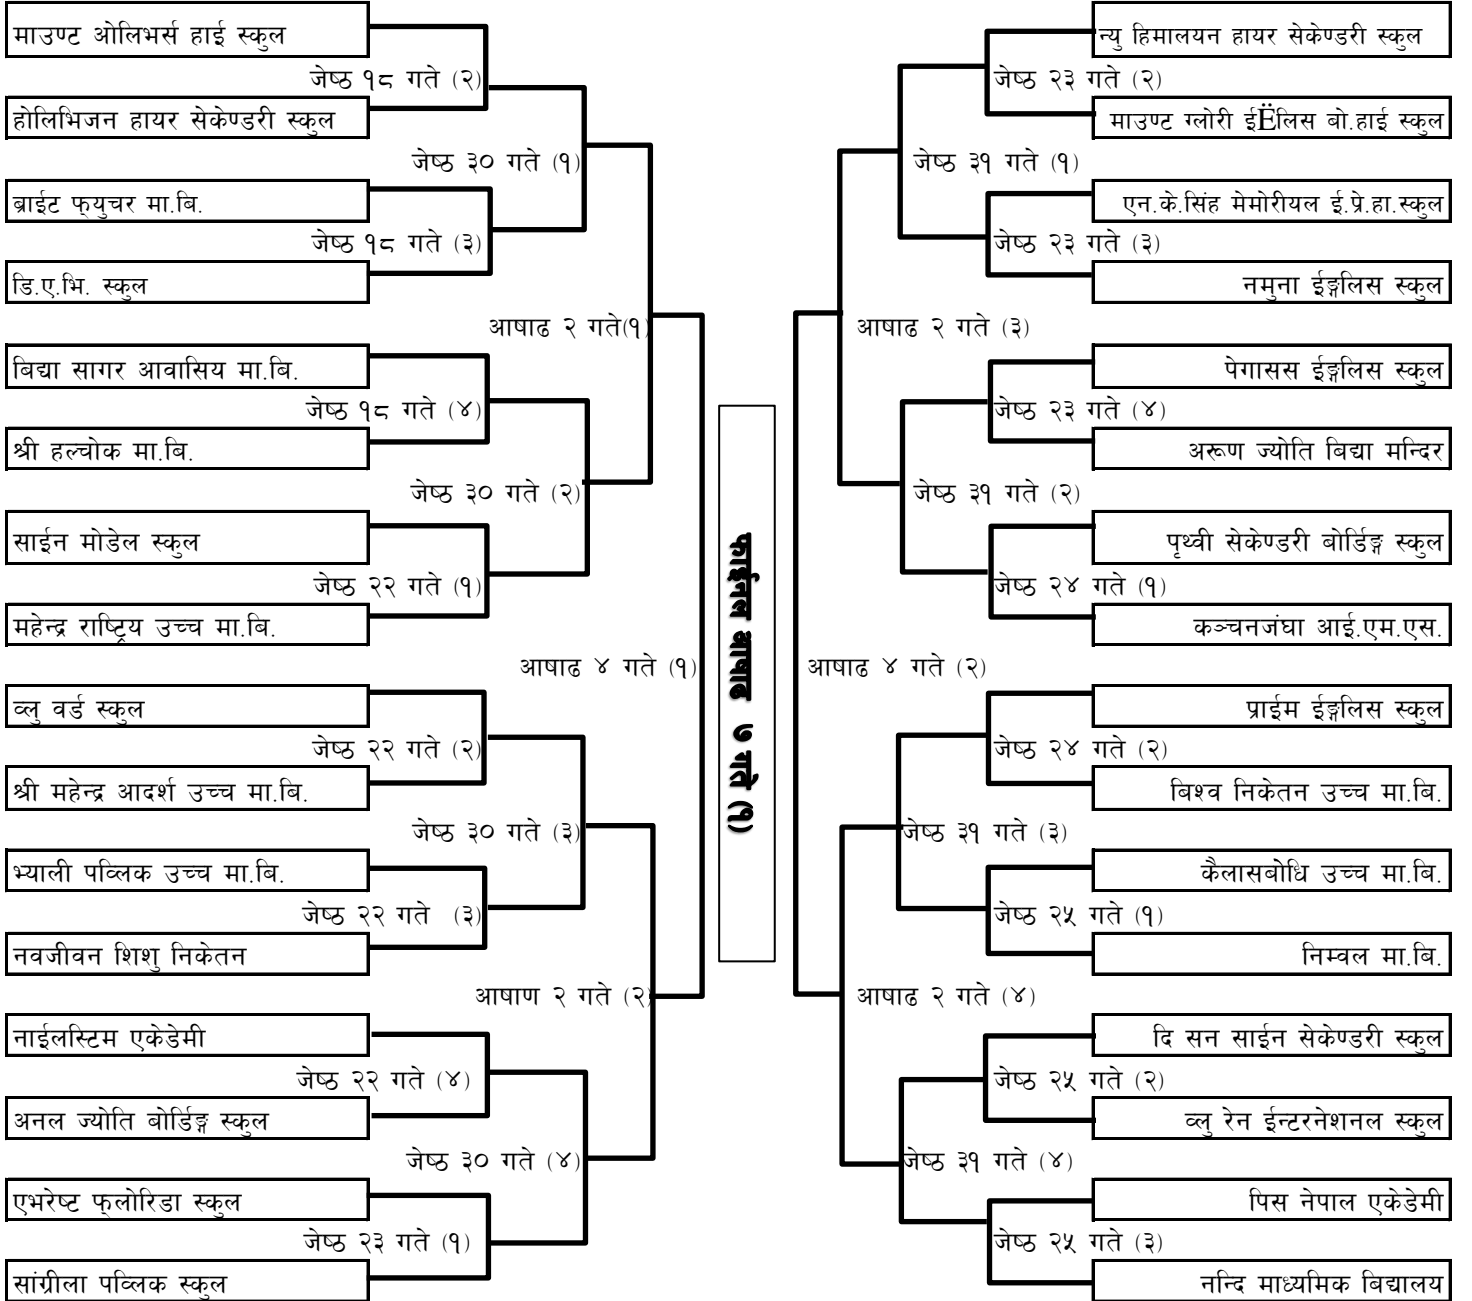 माउण्ट ओलिभर्स हाई स्कुल
जेष्ठ १८ गते (२)
होलिभिजन हायर सेकेण्डरी स्कुल
जेष्ठ ३० गते (१)
ब्राईट फ्युचर मा.बि.
जेष्ठ १८ गते (३)
डि.ए.भि. स्कुल
आषाढ २ गते(१)
बिद्या सागर आवासिय मा.बि.
जेष्ठ १८ गते (४)
श्री हल्चोक मा.बि.
जेष्ठ ३० गते (२)
साईन मोडेल स्कुल
जेष्ठ २२ गते (१)
महेन्द्र राष्ट्रिय उच्च मा.बि.
आषाढ ४ गते (१)
व्लु वर्ड स्कुल
जेष्ठ २२ गते (२)
श्री महेन्द्र आदर्श उच्च मा.बि.
जेष्ठ ३० गते (३)
भ्याली पव्लिक उच्च मा.बि.
जेष्ठ २२ गते (३)
नवजीवन शिशु निकेतन
आषाण २ गते (२)
नाईलस्टिम एकेडेमी
जेष्ठ २२ गते (४)
अनल ज्योति बोर्डिङ्ग स्कुल
जेष्ठ ३० गते (४)
एभरेष्ट फ्लोरिडा स्कुल
जेष्ठ २३ गते (१)
सांग्रीला पव्लिक स्कुल
फाईनल आषाढ ७ गते (१)
न्यु हिमालयन हायर सेकेण्डरी स्कुल
जेष्ठ २३ गते (२)
माउण्ट ग्लोरी ईËलिस बो.हाई स्कुल
जेष्ठ ३१ गते (१)
एन.के.सिंह मेमोरीयल ई.प्रे.हा.स्कुल
जेष्ठ २३ गते (३)
नमुना ईङ्गलिस स्कुल
आषाढ २ गते (३)
पेगासस ईङ्गलिस स्कुल
जेष्ठ २३ गते (४)
अरूण ज्योति बिद्या मन्दिर
जेष्ठ ३१ गते (२)
पृथ्वी सेकेण्डरी बोर्डिङ्ग स्कुल
जेष्ठ २४ गते (१)
कञ्चनजंघा आई.एम.एस.
आषाढ ४ गते (२)
प्राईम ईङ्गलिस स्कुल
जेष्ठ २४ गते (२)
बिश्व निकेतन उच्च मा.बि.
जेष्ठ ३१ गते (३)
कैलासबोधि उच्च मा.बि.
जेष्ठ २५ गते (१)
निम्वल मा.बि.
आषाढ २ गते (४)
दि सन साईन सेकेण्डरी स्कुल
जेष्ठ २५ गते (२)
व्लु रेन ईन्टरनेशनल स्कुल
जेष्ठ ३१ गते (४)
पिस नेपाल एकेडेमी
जेष्ठ २५ गते (३)
नन्दि माध्यमिक बिद्यालय